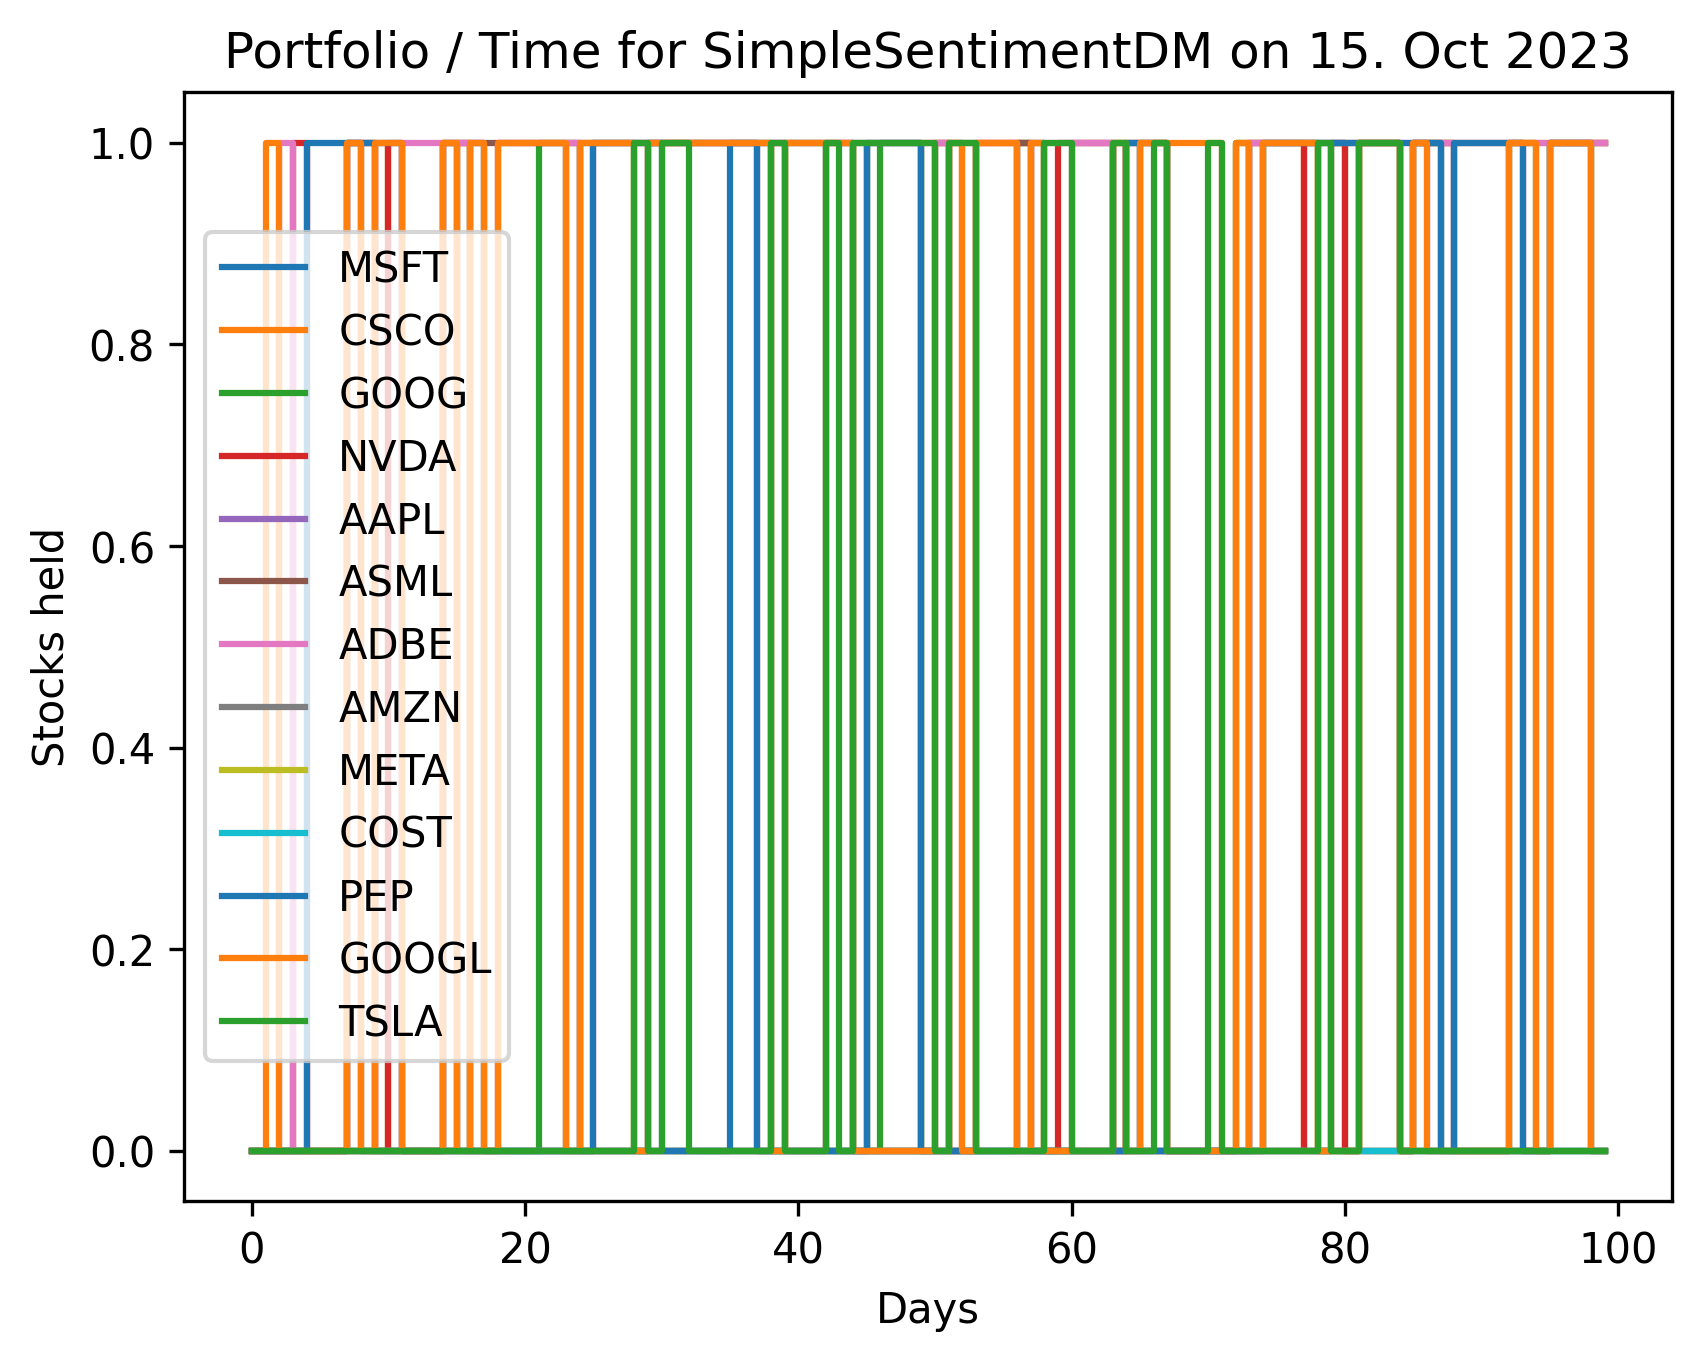 Portfolio / Time for SimpleSentimentDM on 15. Oct 2023
1.0
0.8
0.6
0.4
0.2
0.0
Stocks held
MSFT
CSCO
GOOG
NVDA
AAPL
ASML
ADBE
AMZN
META
COST
PEP
GOOGL
TSLA
0 20 40 60 80 100
Days